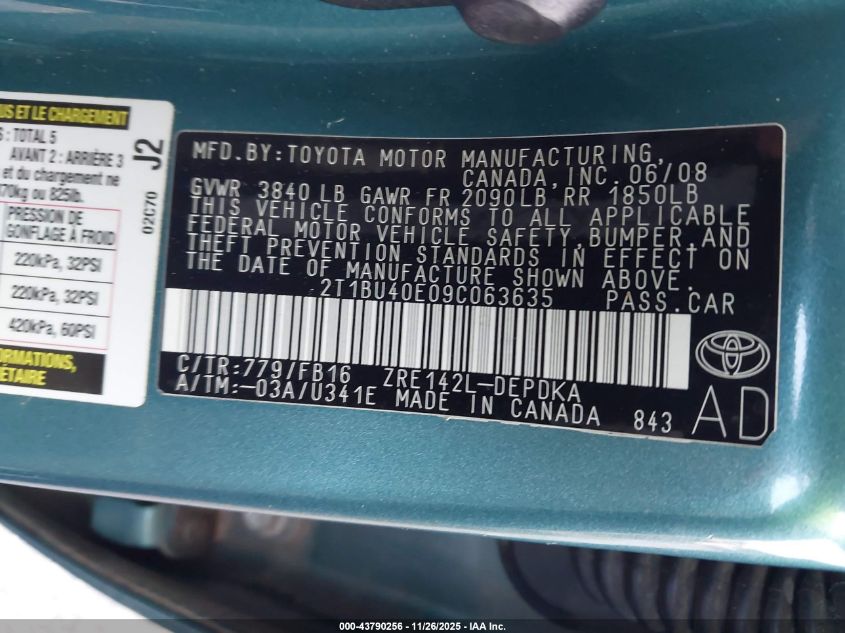 US ET LE CHARGEMENT
S : TOTAL 5
AVANT 2 : ARRIÈRE 3
et du chargement ne
70kg ou 825lb.
PRESSION DE
GONFLAGE À FROID
220kPa, 32PSI
220kPa, 32PSI
420kPa, 60PSI
FORMATIONS,
ÉTAIRE
J2
02C70
MFD.BY:TOYOTA MOTOR MANUFACTURING,
CANADA,INC.06/08
GVWR 3840 LB GAWR FR 2090LB RR 1850LB
THIS VEHICLE CONFORMS TO ALL APPLICABLE
FEDERAL MOTOR VEHICLE SAFETY,BUMPER,AND
THEFT PREVENTION STANDARDS IN EFFECT ON
THE DATE OF MANUFACTURE SHOWN ABOVE.
2T1BU40E09C063635 PASS.CAR
C/TR:779/FB16 ZRE142L-DEPDKA
A/TM:-03A/U341E MADE IN CANADA 843
AD
000-43790256 - 11/26/2025 - IAA Inc.